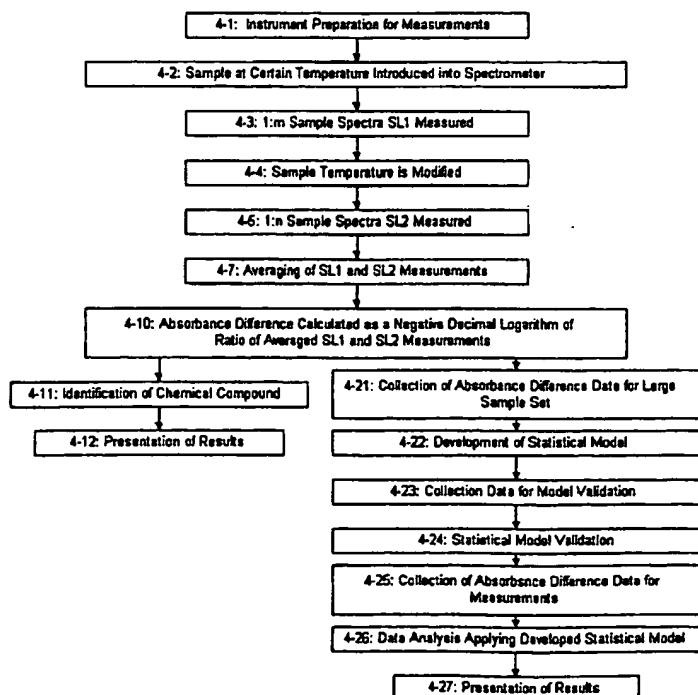 4-1: Instrument Preparation for Measurements
4-2: Sample at Certain Temperature Introduced into Spectrometer
4-3: 1:m Sample Spectra SL1 Measured
4-4: Sample Temperature is Modified
4-6: 1:n Sample Spectra SL2 Measured
4-7: Averaging of SL1 and SL2 Measurements
4-10: Absorbance Difference Calculated as a Negative Decimal Logarithm of
Ratio of Averaged SL1 and SL2 Measurements
4-11: Identification of Chemical Compound
4-12: Presentation of Results
4-21: Collection of Absorbance Difference Data for Large
Sample Set
4-22: Development of Statistical Model
4-23: Collection Data for Model Validation
4-24: Statistical Model Validation
4-25: Collection of Absorbance Difference Data for
Measurements
4-26: Data Analysis Applying Developed Statistical Model
4-27: Presentation of Results